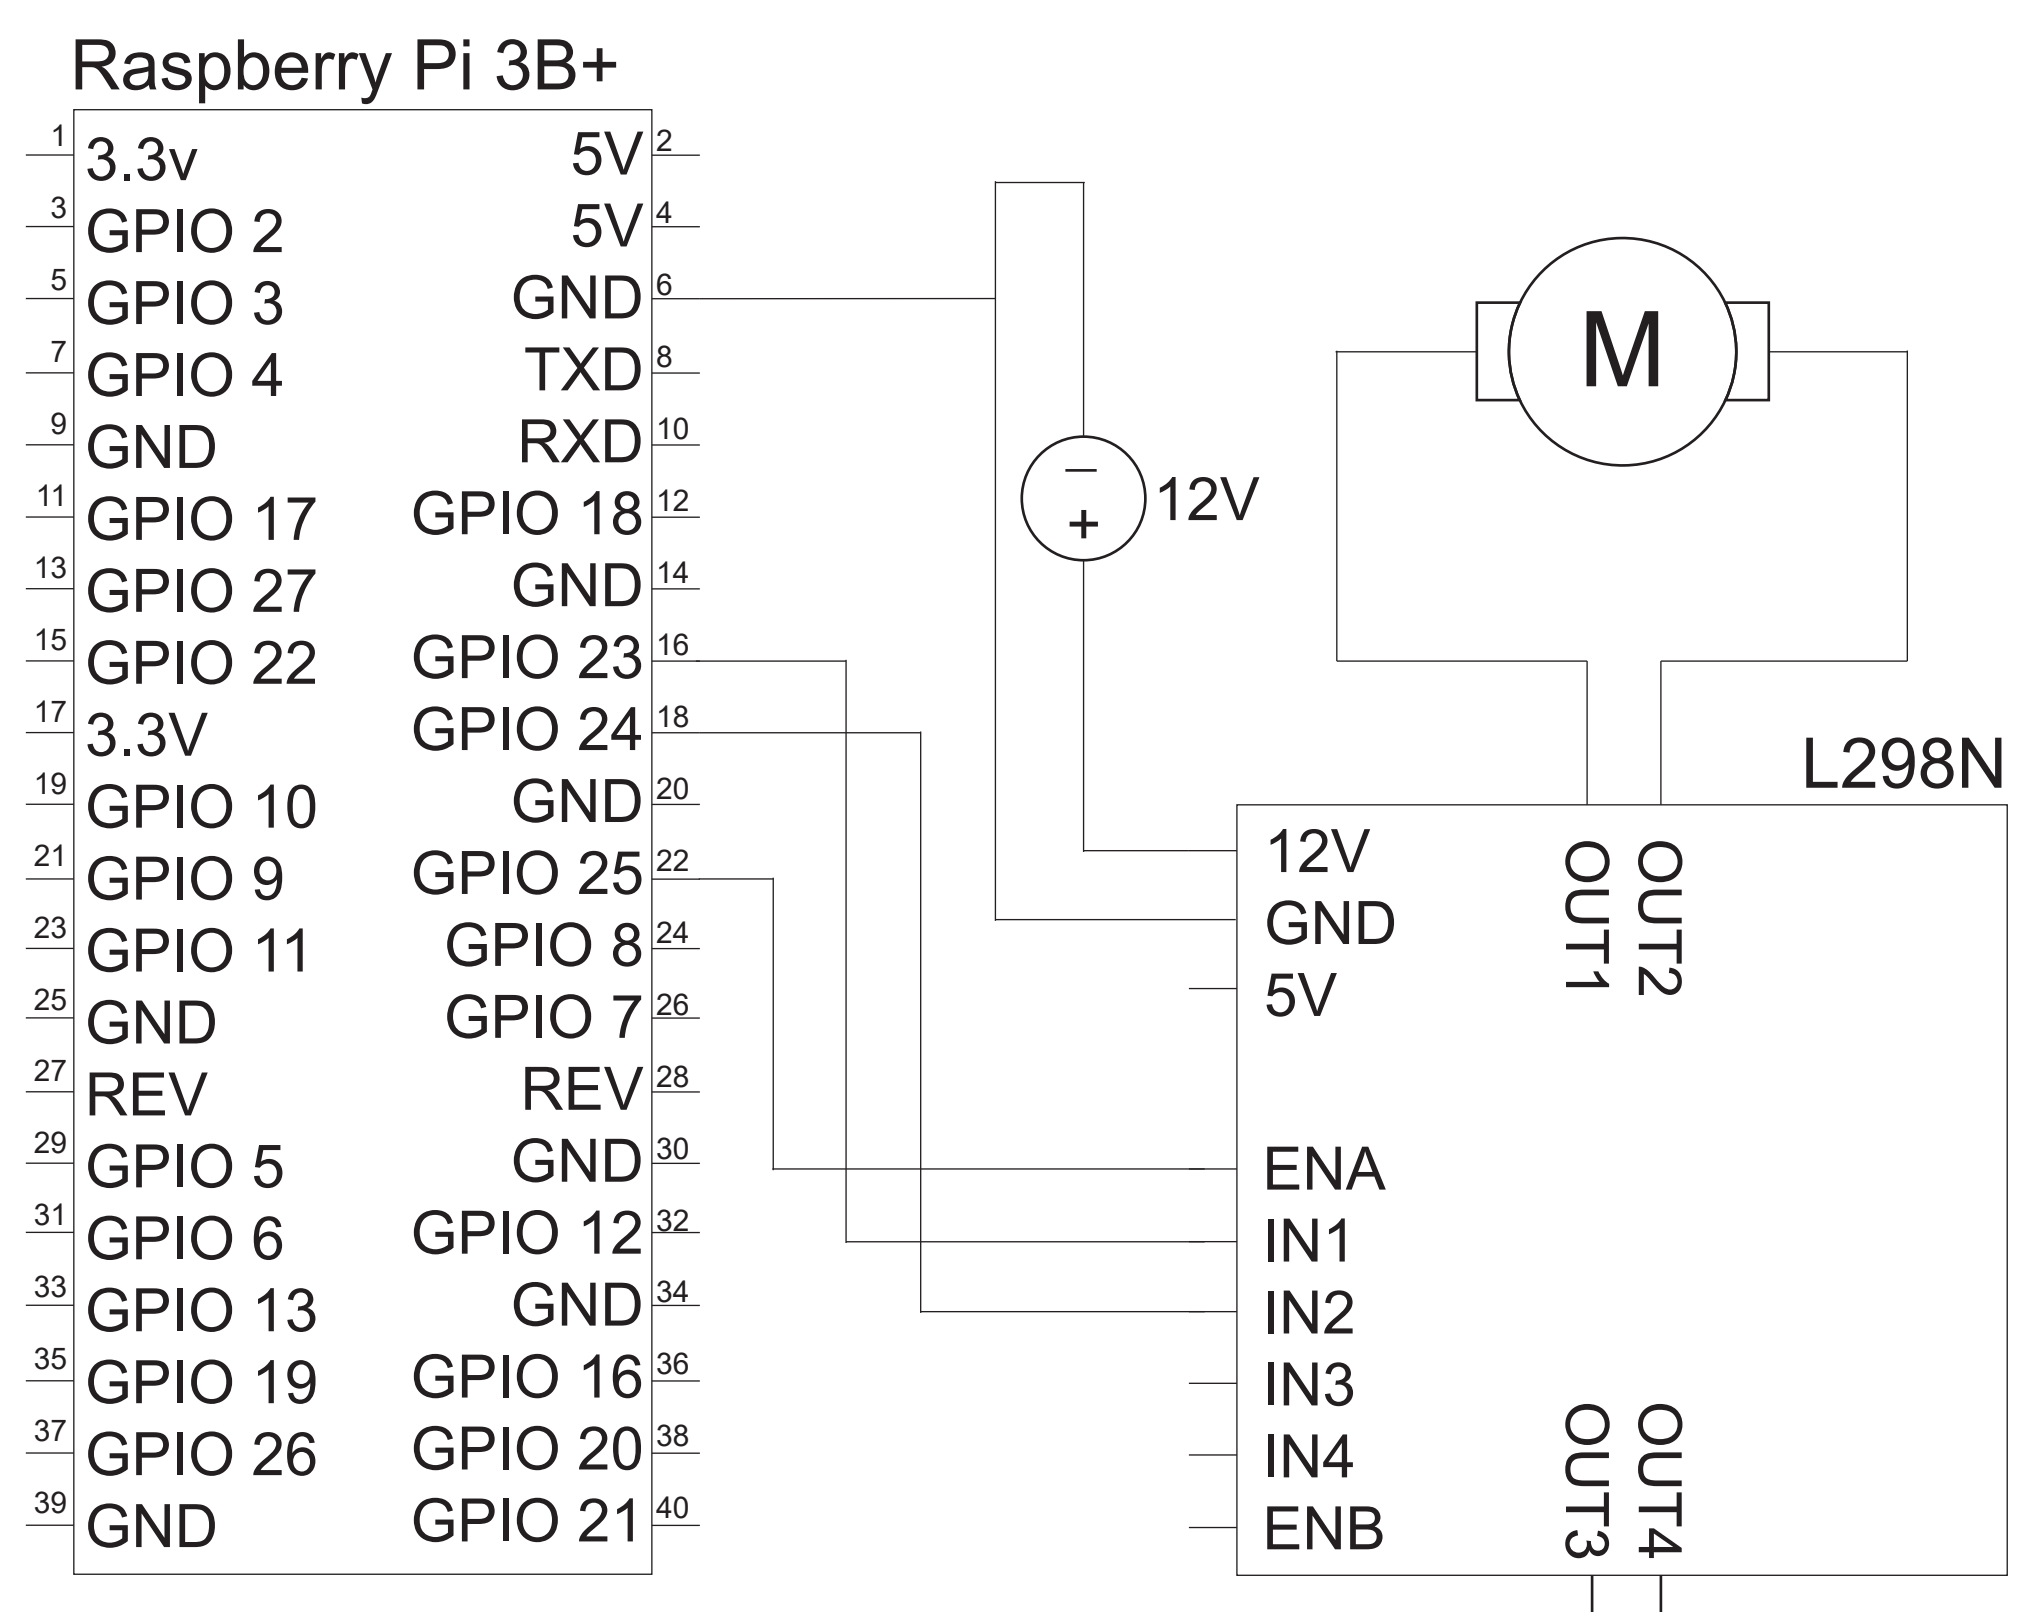 Raspberry Pi 3B+
1 3.3v 5V 2
3 GPIO 2 5V 4
5 GPIO 3 GND 6
7 GPIO 4 TXD 8
9 GND RXD 10
11 GPIO 17 GPIO 18 12
13 GPIO 27 GND 14
15 GPIO 22 GPIO 23 16
17 3.3V GPIO 24 18
19 GPIO 10 GND 20
21 GPIO 9 GPIO 25 22
23 GPIO 11 GPIO 8 24
25 GND GPIO 7 26
27 REV REV 28
29 GPIO 5 GND 30
31 GPIO 6 GPIO 12 32
33 GPIO 13 GND 34
35 GPIO 19 GPIO 16 36
37 GPIO 26 GPIO 20 38
39 GND GPIO 21 40
–
+
12V
M
L298N
12V
GND
5V
ENA
IN1
IN2
IN3
IN4
ENB
OUT1
OUT2
OUT3
OUT4